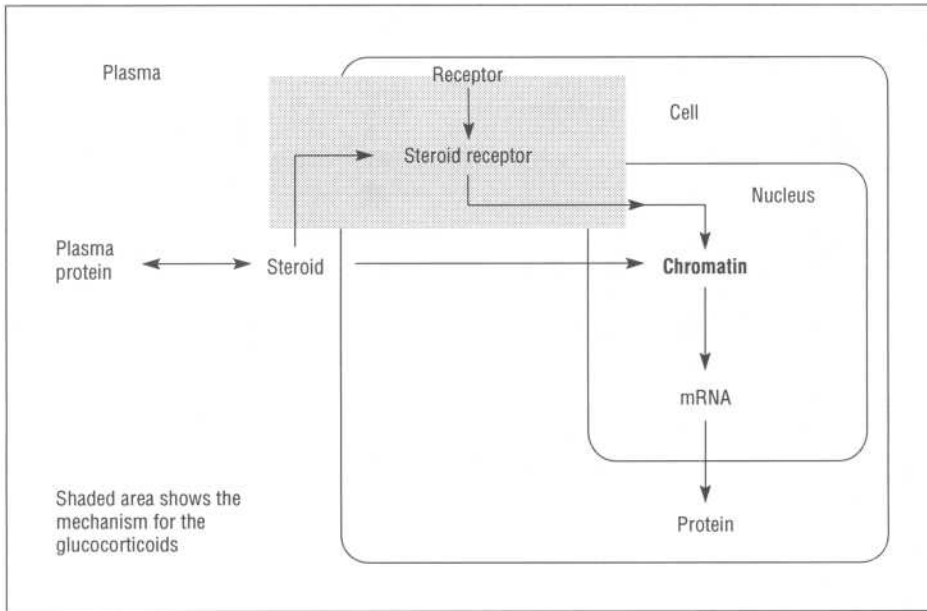 Plasma
Receptor
Cell
Steroid receptor
Nucleus
Plasma
protein
Steroid
Chromatin
mRNA
Shaded area shows the
mechanism for the
glucocorticoids
Protein